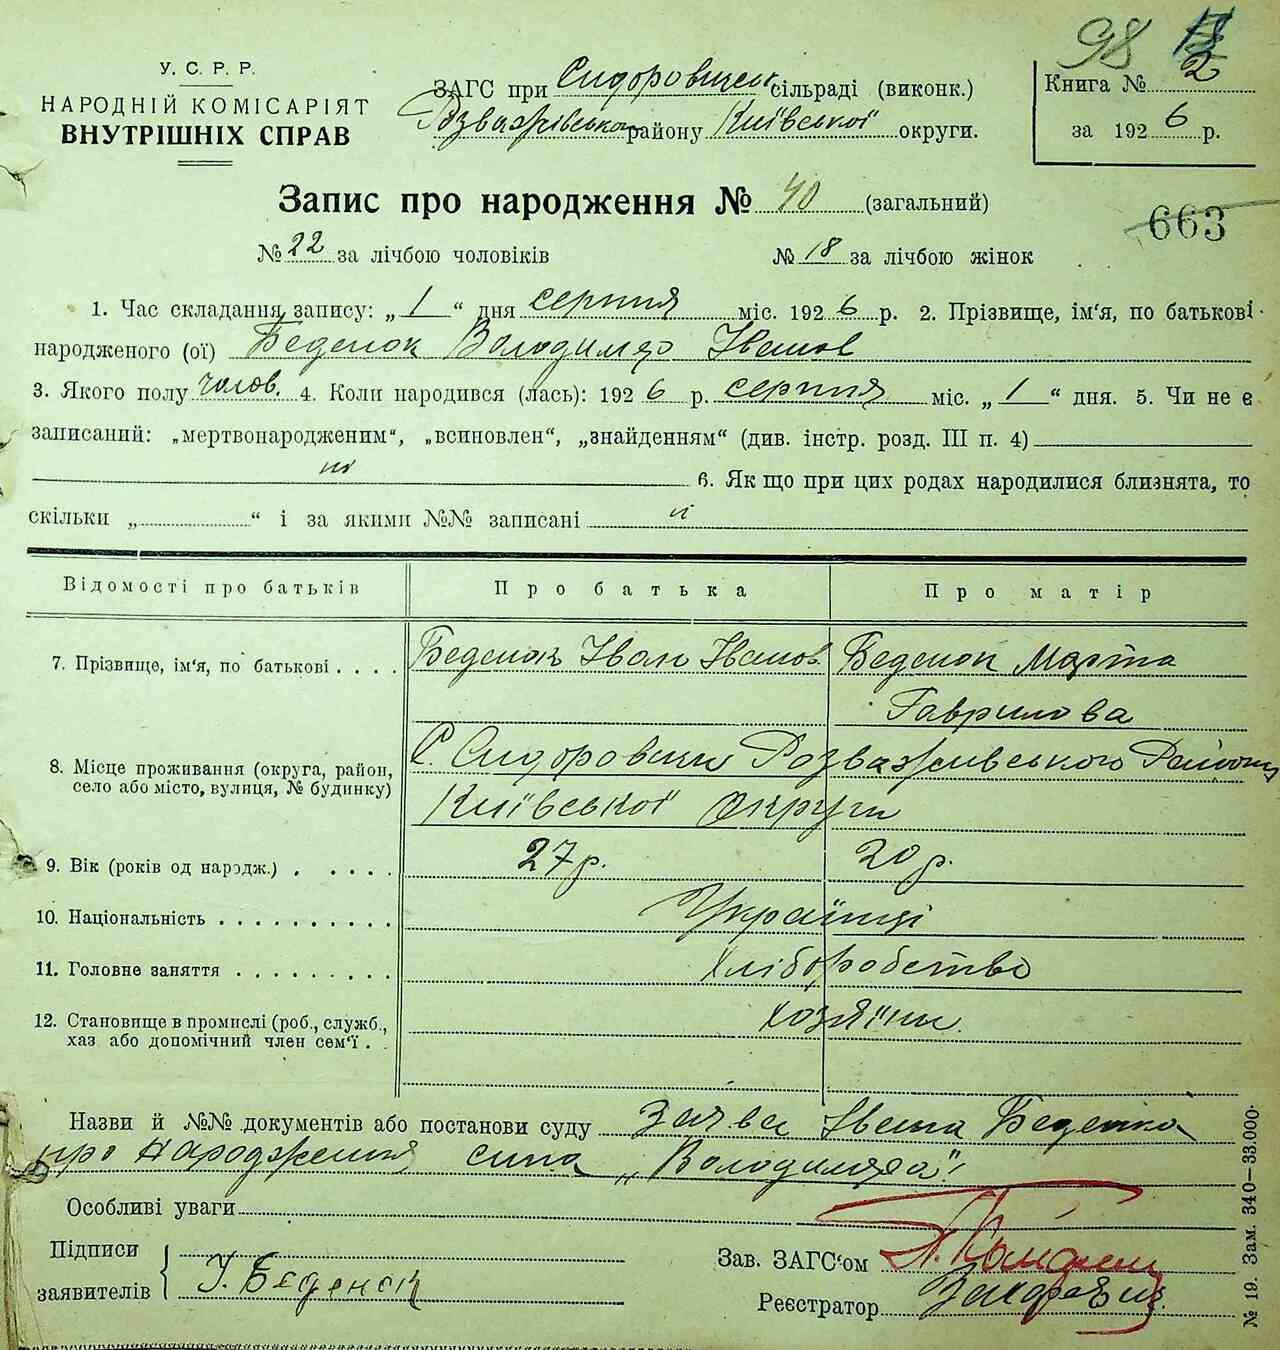 98
У. С. Р. Р.
НАРОДНІЙ КОМІСАРІЯТ
ВНУТРІШНІХ СПРАВ
ЗАГС при Сидоровицьк сільраді (виконк.)
Розважівською району Київської округи.
Книга № 2
за 1926 р.
Запис про народження № 40 (загальний)
663
№ 22 за лічбою чоловіків
№ 18 за лічбою жінок
1. Час складання запису: „1“ дня серпня міс. 1926 р. 2. Прізвище, ім'я, по батькові
народженого (ої) Беденок Володимяр Іванов
3. Якого полу чолов. 4. Коли народився (лась): 1926 р. серпня міс. „1“ дня. 5. Чи не є
записаний: „мертвонародженим“, „всиновлен“, „знайденням“ (див. інстр. розд. III п. 4)
ні
6. Як що при цих родах народилися близнята, то
скільки „ “ і за якими №№ записані
Відомості про батьків Про батька Про матір
7. Прізвище, ім'я, по батькові . . . . Беденок Іван Іванов Беденок Марта
Гаврилова
8. Місце проживання (округа, район,
село або місто, вулиця, № будинку)
С. Сидоровичи Розваживського Району
Київської Округи
9. Вік (років од народж.) . . . . . 27 р. 20 р.
10. Національність . . . . . . . . . . Українці
11. Головне заняття . . . . . . . . . Хліборобство
12. Становище в промислі (роб., служб.,
хаз. або допомічний член сем'ї . .
хозяїни.
Назви й №№ документів або постанови суду Заява Івана Беденка
про народження сина „Володимяра“
Особливі уваги
Підписи
заявителів
І. Беденок
Зав. ЗАГС'ом
Реєстратор
№ 19. Зам. 340—33.000.